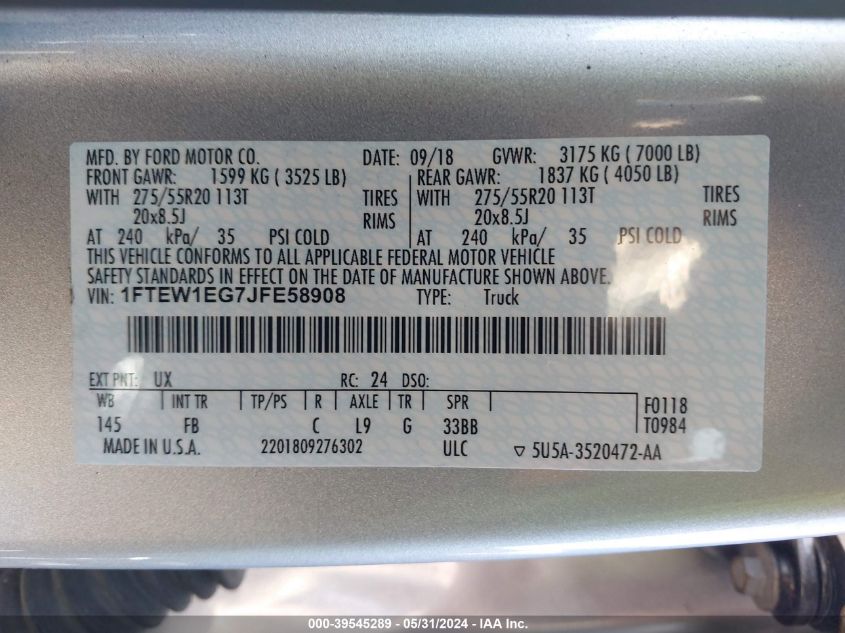 MFD. BY FORD MOTOR CO. DATE: 09/18 GVWR: 3175 KG ( 7000 LB)
FRONT GAWR: 1599 KG ( 3525 LB) REAR GAWR: 1837 KG ( 4050 LB)
WITH 275/55R20 113T TIRES WITH 275/55R20 113T TIRES
20x8.5J RIMS 20x8.5J RIMS
AT 240 kPa/ 35 PSI COLD AT 240 kPa/ 35 PSI COLD
THIS VEHICLE CONFORMS TO ALL APPLICABLE FEDERAL MOTOR VEHICLE
SAFETY STANDARDS IN EFFECT ON THE DATE OF MANUFACTURE SHOWN ABOVE.
VIN: 1FTEW1EG7JFE58908 TYPE: Truck
EXT PNT: UX RC: 24 DSO:
WB INT TR TP/PS R AXLE TR SPR F0118
145 FB C L9 G 33BB T0984
MADE IN U.S.A. 2201809276302 ULC ▽ 5U5A-3520472-AA
000-39545289 - 05/31/2024 - IAA Inc.